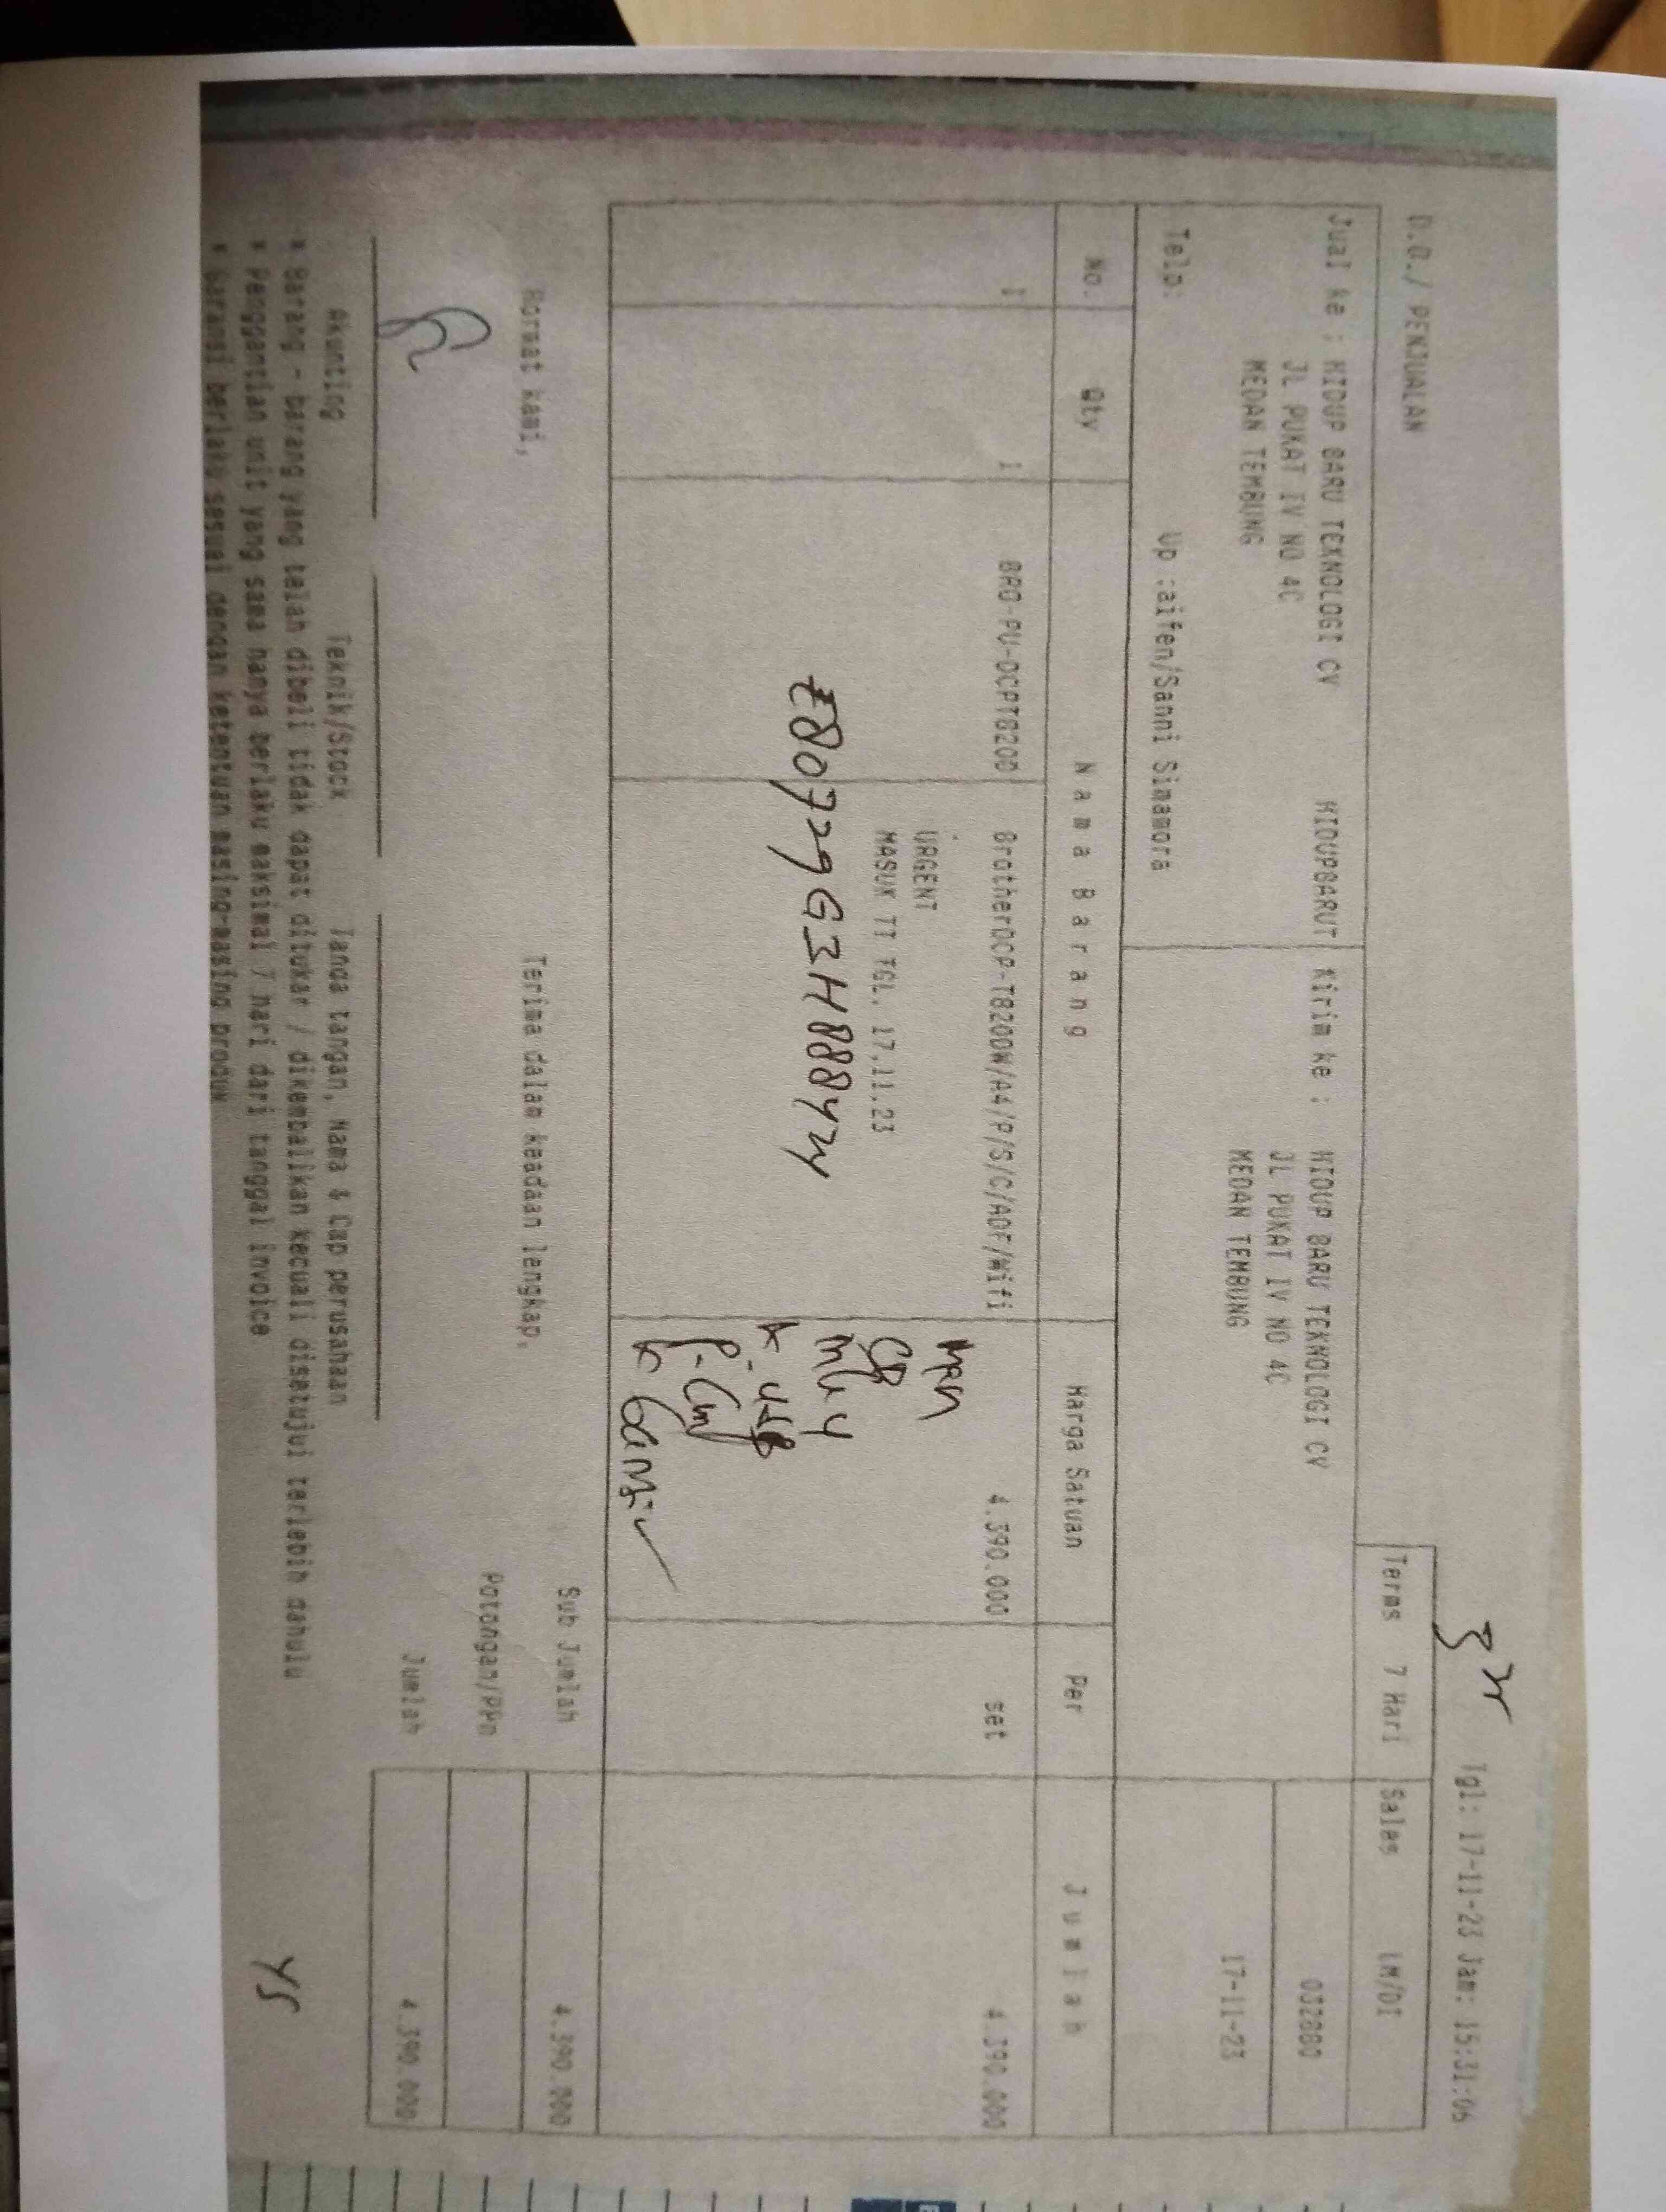 D.O./ PENJUALAN
Tgl: 17-11-23 Jam: 15:31:06
Terms 7 Hari Sales LM/DI
Jual ke : HIDUP BARU TEKNOLOGI CV HIDUPBARUT
JL PUKAT IV NO 4C
MEDAN TEMBUNG
Kirim ke : HIDUP BARU TEKNOLOGI CV
JL PUKAT IV NO 4C
MEDAN TEMBUNG
032880
17-11-23
Telp: Up :aifen/Sanni Simamora
No. Qty Nama Barang Harga Satuan Per Jumlah
1 1 BRO-PU-DCPT820D BrotherDCP-T820DW/A4/P/S/C/ADF/Wifi 4.390.000 set 4.390.000
URGENT
MASUK TT TGL. 17.11.23
E80729G3H888424
Hormat kami,
Terima dalam keadaan lengkap,
Sub Jumlah 4.390.000
Potongan/PPn
Jumlah 4.390.000
Akunting Teknik/Stock Tanda tangan, Nama & Cap perusahaan
* Barang - barang yang telah dibeli tidak dapat ditukar / dikembalikan kecuali disetujui terlebih dahulu
* Penggantian unit yang sama hanya berlaku maksimal 7 hari dari tanggal invoice
* Garansi berlaku sesuai dengan ketentuan masing-masing produk
YS